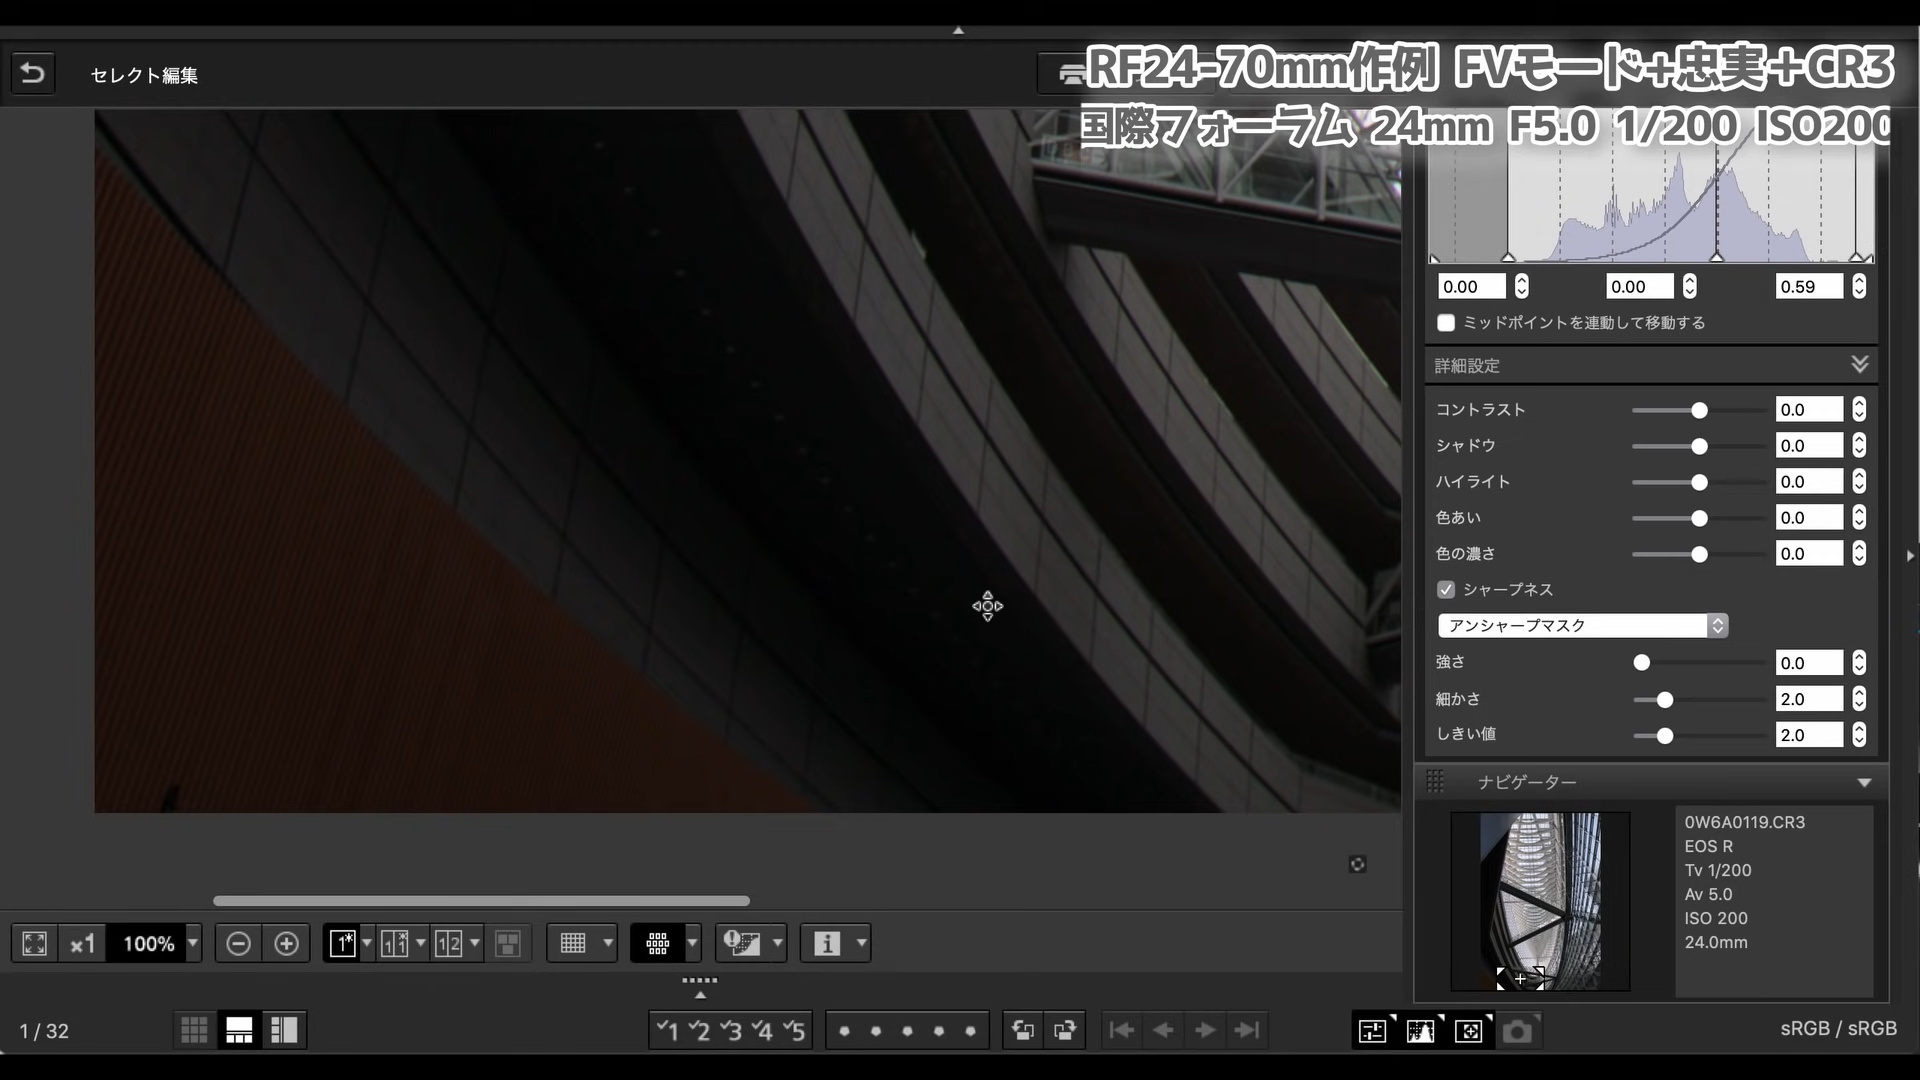 セレクト編集
RF24-70mm作例 FVモード+忠実+CR3
国際フォーラム 24mm F5.0 1/200 ISO200
0.00
0.00
0.59
ミッドポイントを連動して移動する
詳細設定
コントラスト 0.0
シャドウ 0.0
ハイライト 0.0
色あい 0.0
色の濃さ 0.0
シャープネス
アンシャープマスク
強さ 0.0
細かさ 2.0
しきい値 2.0
ナビゲーター
0W6A0119.CR3
EOS R
Tv 1/200
Av 5.0
ISO 200
24.0mm
x1 100%
1 / 32
1 2 3 4 5
sRGB / sRGB